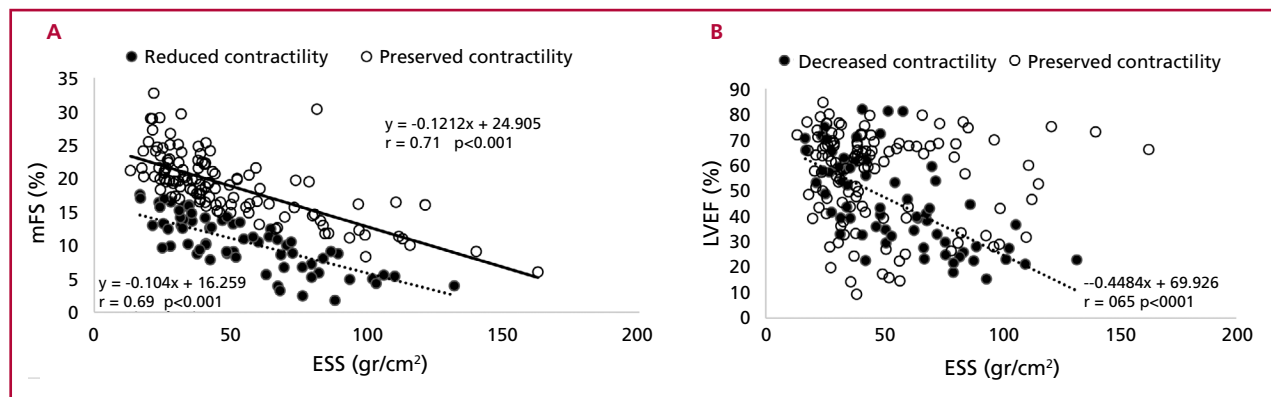 A
● Reduced contractility ○ Preserved contractility
mFS (%)
35
30
25
20
15
10
5
0
y = -0.1212x + 24.905
r = 0.71 p<0.001
y = -0.104x + 16.259
r = 0.69 p<0.001
0 50 100 150 200
ESS (gr/cm²)
B
● Decreased contractility ○ Preserved contractility
LVEF (%)
90
80
70
60
50
40
30
20
10
0
--0.4484x + 69.926
r = 065 p<0001
0 50 100 150 200
ESS (gr/cm²)